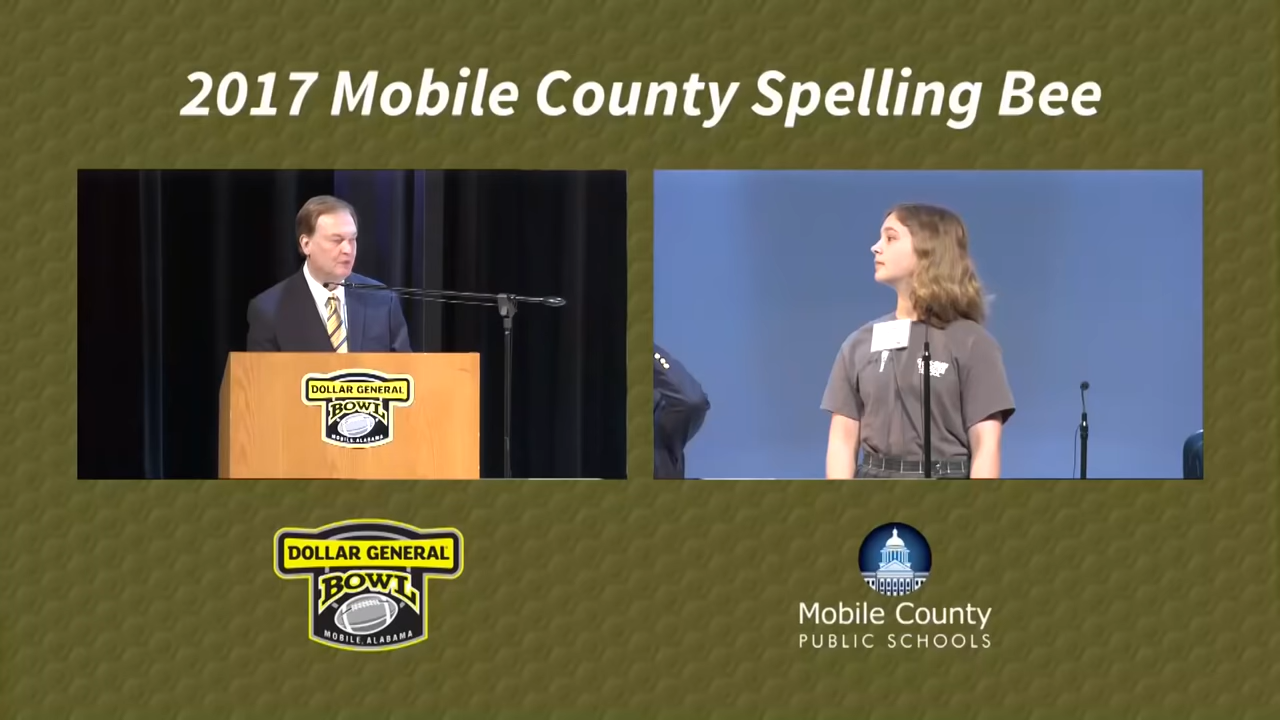 2017 Mobile County Spelling Bee
DOLLAR GENERAL
BOWL
MOBILE, ALABAMA
DOLLAR GENERAL
BOWL
MOBILE, ALABAMA
Mobile County
PUBLIC SCHOOLS